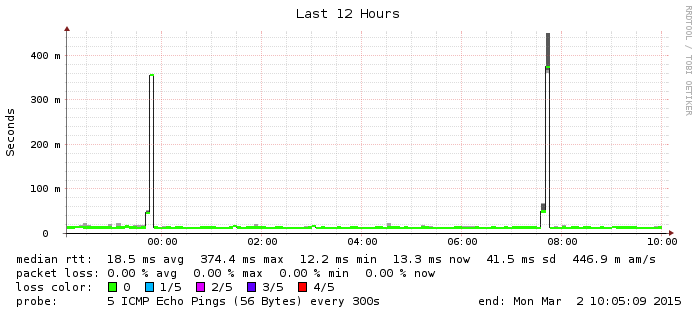 Last 12 Hours
RRDTOOL / TOBI OETIKER
Seconds
400 m
300 m
200 m
100 m
0
00:00 02:00 04:00 06:00 08:00 10:00
median rtt: 18.5 ms avg 374.4 ms max 12.2 ms min 13.3 ms now 41.5 ms sd 446.9 m am/s
packet loss: 0.00 % avg 0.00 % max 0.00 % min 0.00 % now
loss color: 0 1/5 2/5 3/5 4/5
probe: 5 ICMP Echo Pings (56 Bytes) every 300s end: Mon Mar 2 10:05:09 2015